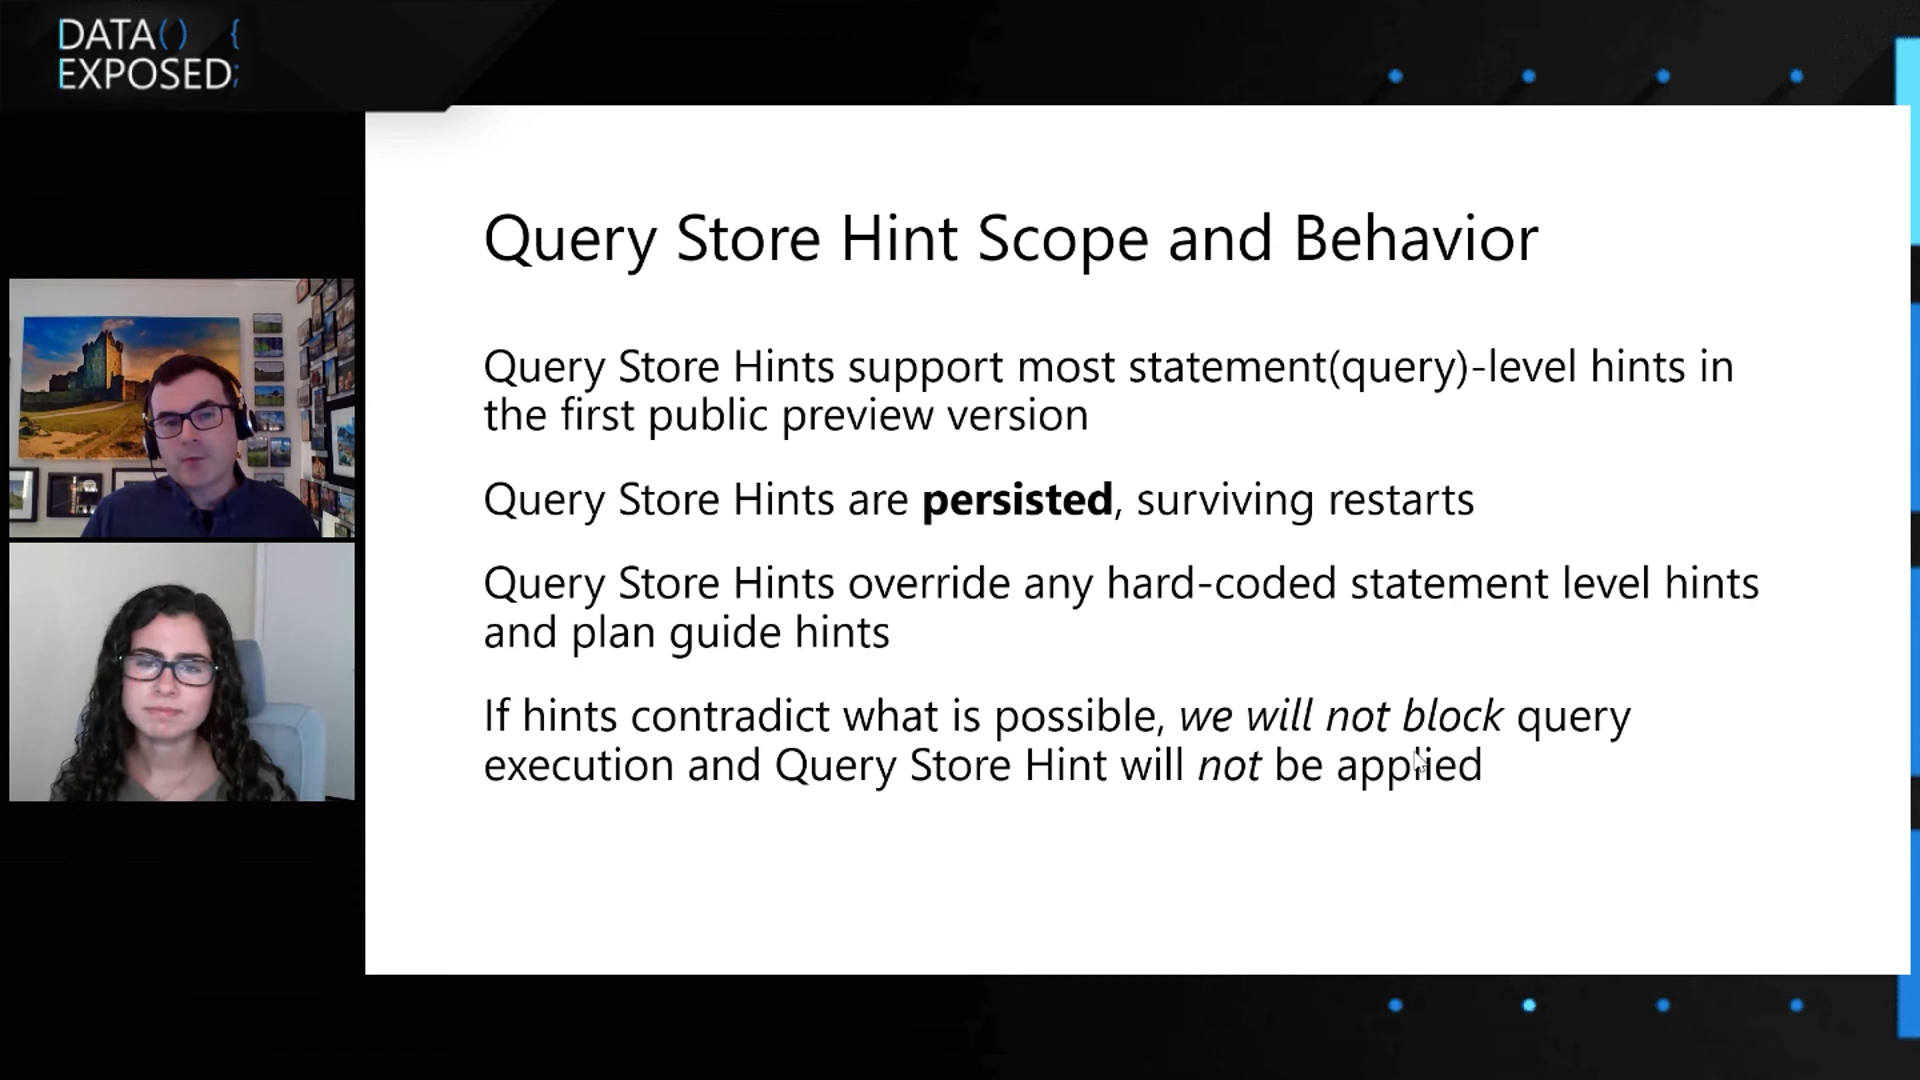 DATA() {
EXPOSED;
Query Store Hint Scope and Behavior
Query Store Hints support most statement(query)-level hints in
the first public preview version
Query Store Hints are persisted, surviving restarts
Query Store Hints override any hard-coded statement level hints
and plan guide hints
If hints contradict what is possible, we will not block query
execution and Query Store Hint will not be applied